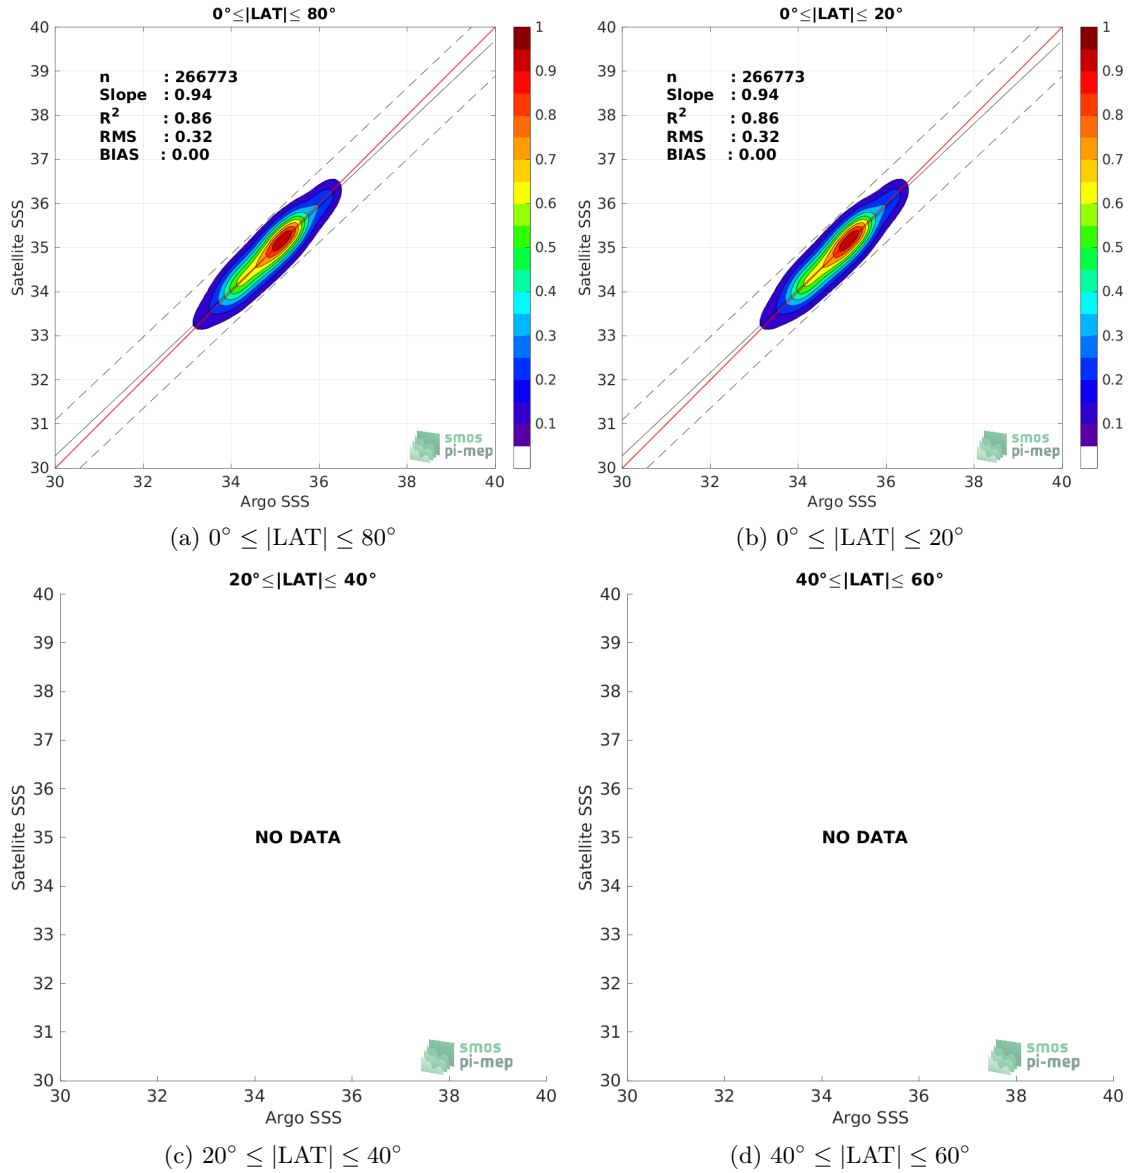 0°≤|LAT|≤ 80°
40
39
38
37
36
35
34
33
32
31
30
30
32
34
36
38
40
Satellite SSS
Argo SSS
n : 266773
Slope : 0.94
R² : 0.86
RMS : 0.32
BIAS : 0.00
1
0.9
0.8
0.7
0.6
0.5
0.4
0.3
0.2
0.1
smos
pi-mep
(a) 0° ≤ |LAT| ≤ 80°
0°≤|LAT|≤ 20°
40
39
38
37
36
35
34
33
32
31
30
30
32
34
36
38
40
Satellite SSS
Argo SSS
n : 266773
Slope : 0.94
R² : 0.86
RMS : 0.32
BIAS : 0.00
1
0.9
0.8
0.7
0.6
0.5
0.4
0.3
0.2
0.1
smos
pi-mep
(b) 0° ≤ |LAT| ≤ 20°
20°≤|LAT|≤ 40°
40
39
38
37
36
35
34
33
32
31
30
30
32
34
36
38
40
Satellite SSS
Argo SSS
NO DATA
smos
pi-mep
(c) 20° ≤ |LAT| ≤ 40°
40°≤|LAT|≤ 60°
40
39
38
37
36
35
34
33
32
31
30
30
32
34
36
38
40
Satellite SSS
Argo SSS
NO DATA
smos
pi-mep
(d) 40° ≤ |LAT| ≤ 60°